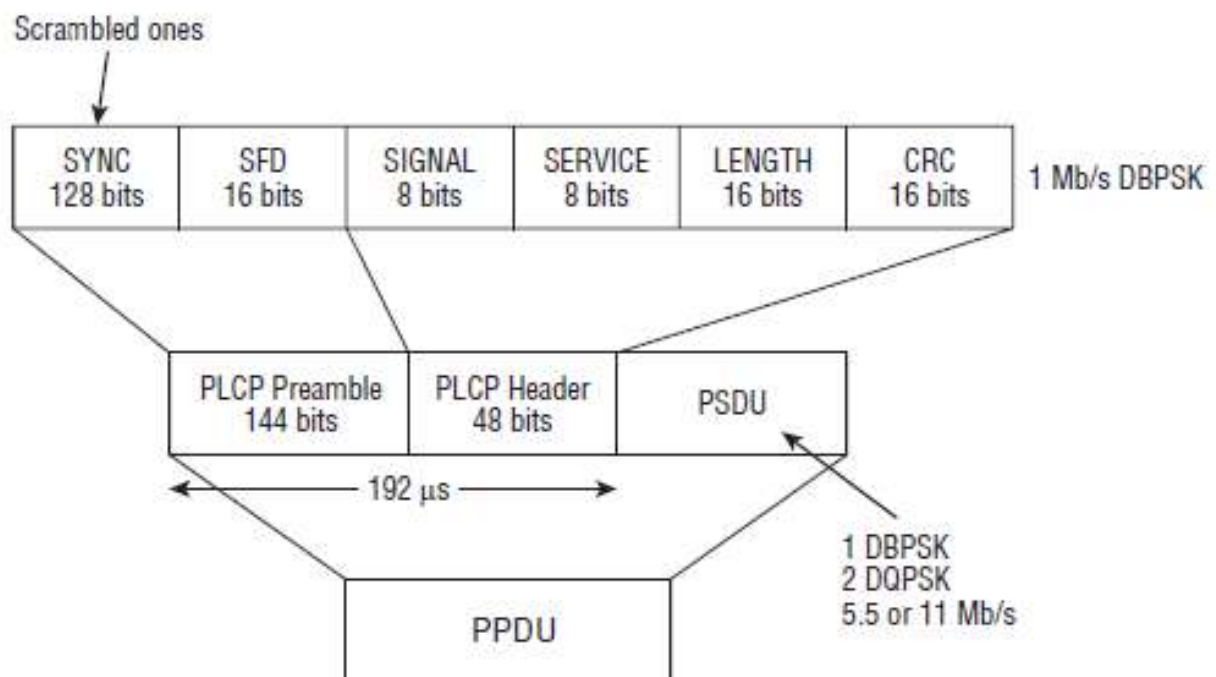 Scrambled ones
SYNC
128 bits
SFD
16 bits
SIGNAL
8 bits
SERVICE
8 bits
LENGTH
16 bits
CRC
16 bits
1 Mb/s DBPSK
PLCP Preamble
144 bits
PLCP Header
48 bits
PSDU
192 µs
1 DBPSK
2 DQPSK
5.5 or 11 Mb/s
PPDU